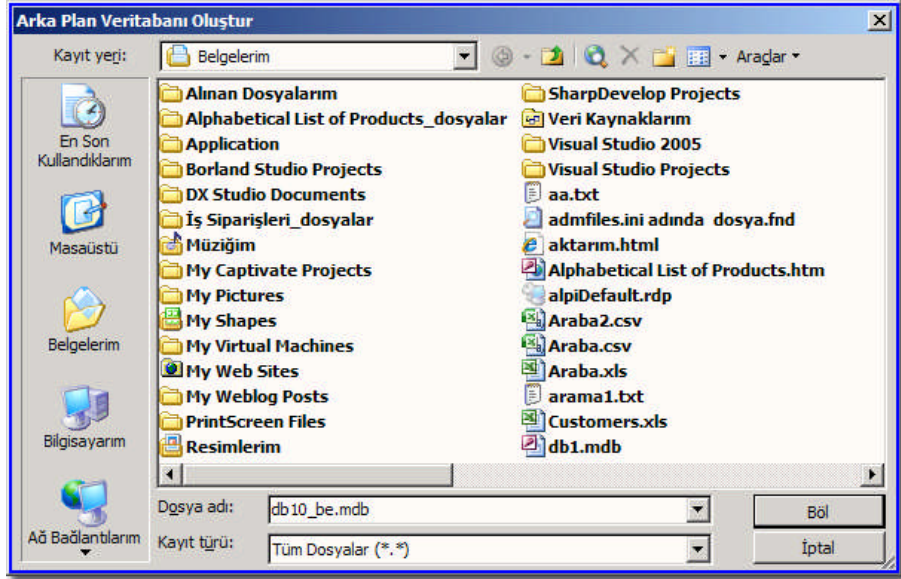 Arka Plan Veritabanı Oluştur
Kayıt yeri:
Belgelerim
Araçlar
En Son
Kullandıklarım
Masaüstü
Belgelerim
Bilgisayarım
Ağ Bağlantılarım
Alınan Dosyalarım
Alphabetical List of Products_dosyalar
Application
Borland Studio Projects
DX Studio Documents
İş Siparişleri_dosyalar
Müziğim
My Captivate Projects
My Pictures
My Shapes
My Virtual Machines
My Web Sites
My Weblog Posts
PrintScreen Files
Resimlerim
SharpDevelop Projects
Veri Kaynaklarım
Visual Studio 2005
Visual Studio Projects
aa.txt
admfiles.ini adında dosya.fnd
aktarım.html
Alphabetical List of Products.htm
alpiDefault.rdp
Araba2.csv
Araba.csv
Araba.xls
arama1.txt
Customers.xls
db1.mdb
Dosya adı:
db10_be.mdb
Böl
Kayıt türü:
Tüm Dosyalar (*.*)
İptal